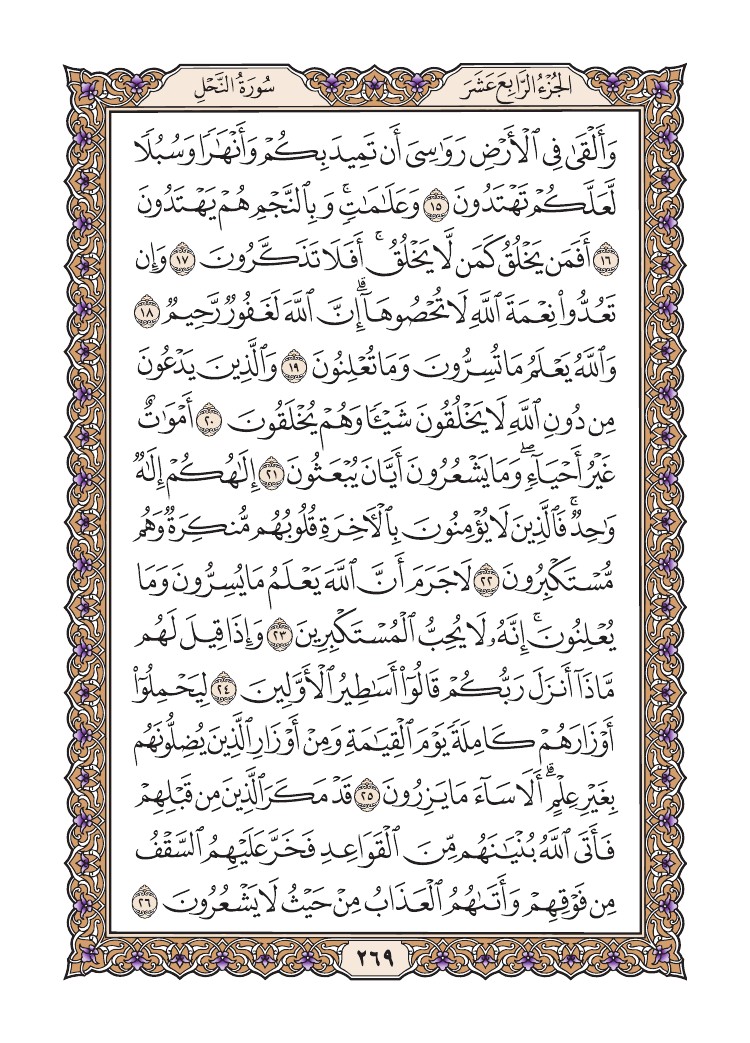 الجُزْءُ الرَّابِعَ عَشَرَ
سُورَةُ النَّحْلِ
وَأَلْقَىٰ فِى ٱلْأَرْضِ رَوَٰسِىَ أَن تَمِيدَ بِكُمْ وَأَنْهَٰرًا وَسُبُلًا
لَّعَلَّكُمْ تَهْتَدُونَ ١٥ وَعَلَٰمَٰتٍۚ وَبِٱلنَّجْمِ هُمْ يَهْتَدُونَ
١٦ أَفَمَن يَخْلُقُ كَمَن لَّا يَخْلُقُۚ أَفَلَا تَذَكَّرُونَ ١٧ وَإِن
تَعُدُّوا۟ نِعْمَةَ ٱللَّهِ لَا تُحْصُوهَآۗ إِنَّ ٱللَّهَ لَغَفُورٌ رَّحِيمٌ ١٨
وَٱللَّهُ يَعْلَمُ مَا تُسِرُّونَ وَمَا تُعْلِنُونَ ١٩ وَٱلَّذِينَ يَدْعُونَ
مِن دُونِ ٱللَّهِ لَا يَخْلُقُونَ شَيْـًٔا وَهُمْ يُخْلَقُونَ ٢٠ أَمْوَٰتٌ
غَيْرُ أَحْيَآءٍۖ وَمَا يَشْعُرُونَ أَيَّانَ يُبْعَثُونَ ٢١ إِلَٰهُكُمْ إِلَٰهٌ
وَٰحِدٌۚ فَٱلَّذِينَ لَا يُؤْمِنُونَ بِٱلْءَاخِرَةِ قُلُوبُهُم مُّنكِرَةٌ وَهُم
مُّسْتَكْبِرُونَ ٢٢ لَا جَرَمَ أَنَّ ٱللَّهَ يَعْلَمُ مَا يُسِرُّونَ وَمَا
يُعْلِنُونَۚ إِنَّهُۥ لَا يُحِبُّ ٱلْمُسْتَكْبِرِينَ ٢٣ وَإِذَا قِيلَ لَهُم
مَّاذَآ أَنزَلَ رَبُّكُمْ قَالُوٓا۟ أَسَٰطِيرُ ٱلْأَوَّلِينَ ٢٤ لِيَحْمِلُوٓا۟
أَوْزَارَهُمْ كَامِلَةً يَوْمَ ٱلْقِيَٰمَةِ وَمِنْ أَوْزَارِ ٱلَّذِينَ يُضِلُّونَهُم
بِغَيْرِ عِلْمٍۗ أَلَا سَآءَ مَا يَزِرُونَ ٢٥ قَدْ مَكَرَ ٱلَّذِينَ مِن قَبْلِهِمْ
فَأَتَى ٱللَّهُ بُنْيَٰنَهُم مِّنَ ٱلْقَوَاعِدِ فَخَرَّ عَلَيْهِمُ ٱلسَّقْفُ
مِن فَوْقِهِمْ وَأَتَىٰهُمُ ٱلْعَذَابُ مِنْ حَيْثُ لَا يَشْعُرُونَ ٢٦
٢٦٩